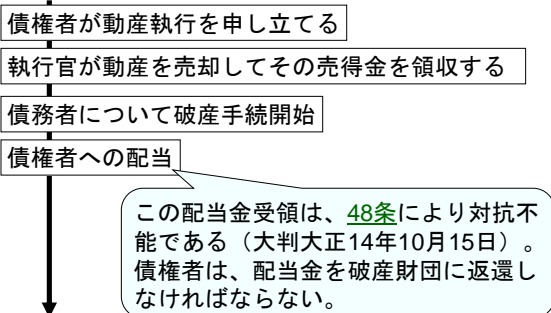 債権者が動産執行を申し立てる
執行官が動産を売却してその売得金を領収する
債務者について破産手続開始
債権者への配当
この配当金受領は、48条により対抗不
能である（大判大正14年10月15日）。
債権者は、配当金を破産財団に返還し
なければならない。